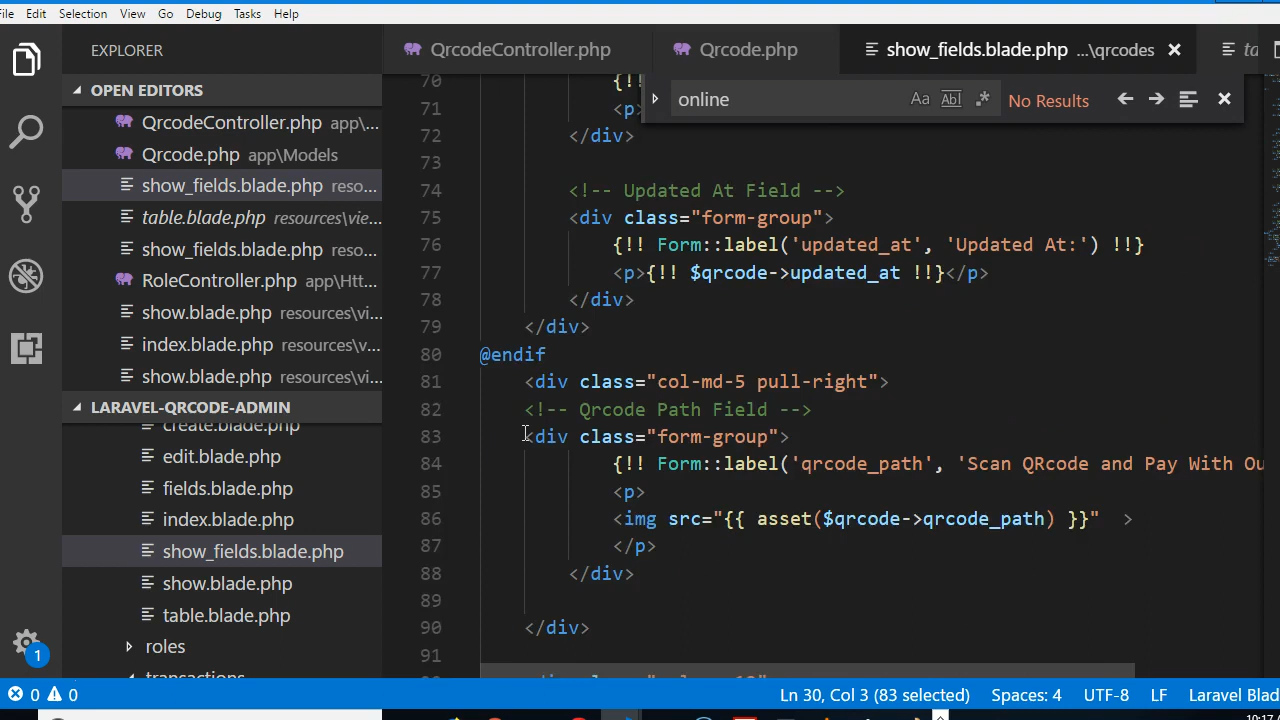 File Edit Selection View Go Debug Tasks Help
EXPLORER
QrcodeController.php
Qrcode.php
show_fields.blade.php ...\qrcodes
online
No Results
OPEN EDITORS
QrcodeController.php app\...
Qrcode.php app\Models
show_fields.blade.php reso...
table.blade.php resources\vie...
show_fields.blade.php reso...
RoleController.php app\Htt...
show.blade.php resources\vi...
index.blade.php resources\v...
show.blade.php resources\vi...
LARAVEL-QRCODE-ADMIN
create.blade.php
edit.blade.php
fields.blade.php
index.blade.php
show_fields.blade.php
show.blade.php
table.blade.php
roles
transactions
70 {!!
71 <p>
72 </div>
73
74 <!-- Updated At Field -->
75 <div class="form-group">
76 {!! Form::label('updated_at', 'Updated At:') !!}
77 <p>{!! $qrcode->updated_at !!}</p>
78 </div>
79 </div>
80 @endif
81 <div class="col-md-5 pull-right">
82 <!-- Qrcode Path Field -->
83 <div class="form-group">
84 {!! Form::label('qrcode_path', 'Scan QRcode and Pay With Ou
85 <p>
86 <img src="{{ asset($qrcode->qrcode_path) }}" >
87 </p>
88 </div>
89
90 </div>
91
1
0 0
Ln 30, Col 3 (83 selected) Spaces: 4 UTF-8 LF Laravel Blad